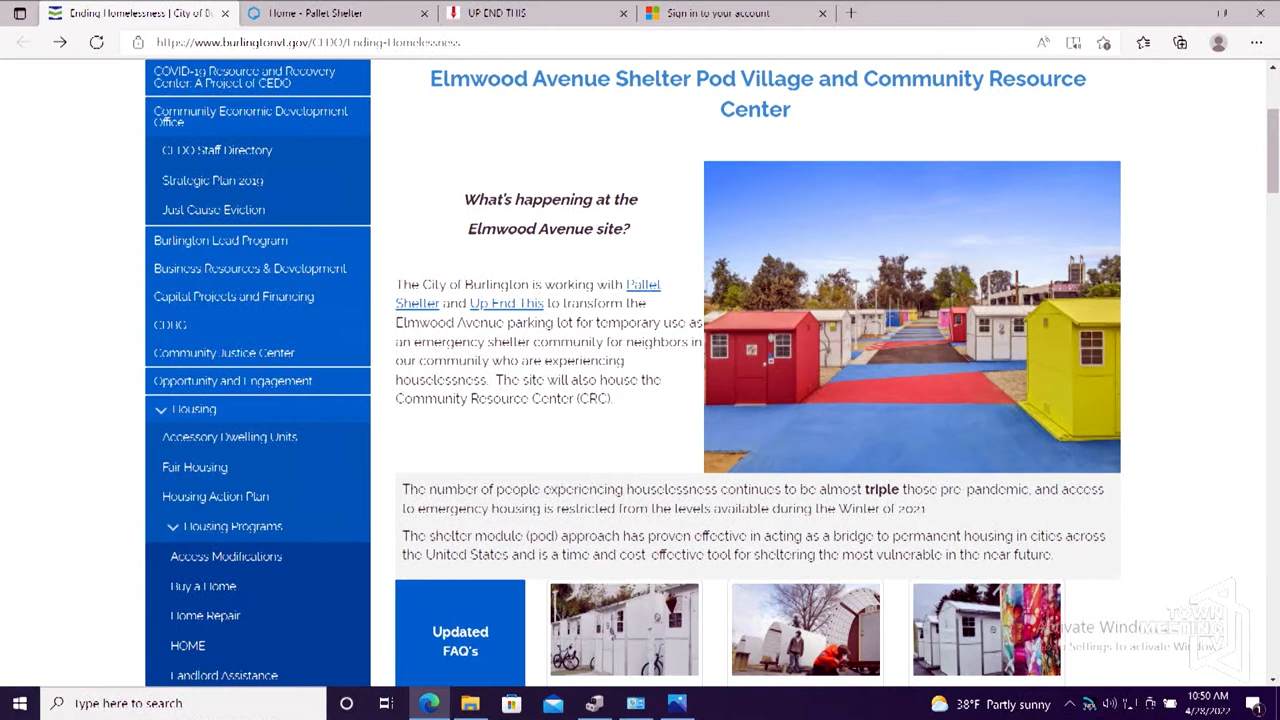 Ending Homelessness | City of B
Home - Pallet Shelter
UP END THIS
Sign in to your account
https://www.burlingtonvt.gov/CEDO/Ending-Homelessness
COVID-19 Resource and Recovery
Center: A Project of CEDO
Community Economic Development
Office
CEDO Staff Directory
Strategic Plan 2019
Just Cause Eviction
Burlington Lead Program
Business Resources & Development
Capital Projects and Financing
CDBG
Community Justice Center
Opportunity and Engagement
Housing
Accessory Dwelling Units
Fair Housing
Housing Action Plan
Housing Programs
Access Modifications
Buy a Home
Home Repair
HOME
Landlord Assistance
Elmwood Avenue Shelter Pod Village and Community Resource
Center
What's happening at the
Elmwood Avenue site?
The City of Burlington is working with Pallet
Shelter and Up End This to transform the
Elmwood Avenue parking lot for temporary use as
an emergency shelter community for neighbors in
our community who are experiencing
houselessness. The site will also house the
Community Resource Center (CRC).
The number of people experiencing houselessness continues to be almost triple those pre-pandemic, and access
to emergency housing is restricted from the levels available during the Winter of 2021.
The shelter module (pod) approach has proven effective in acting as a bridge to permanent housing in cities across
the United States and is a time and cost-effective tool for sheltering the most vulnerable in the near future.
Updated
FAQ's
TOWN
MEETING
Activate Windows
Settings to activate Windows
Type here to search
38°F Partly sunny
10:50 AM
4/28/2022